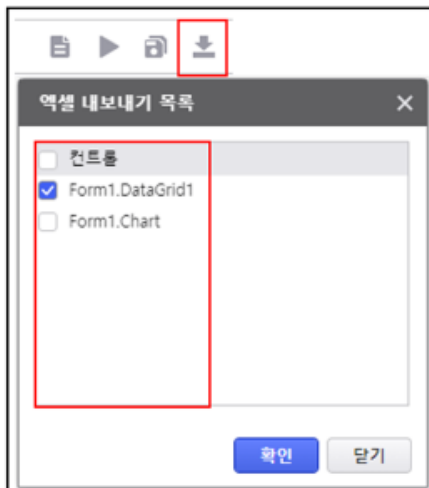 엑셀 내보내기 목록
컨트롤
Form1.DataGrid1
Form1.Chart
확인
닫기